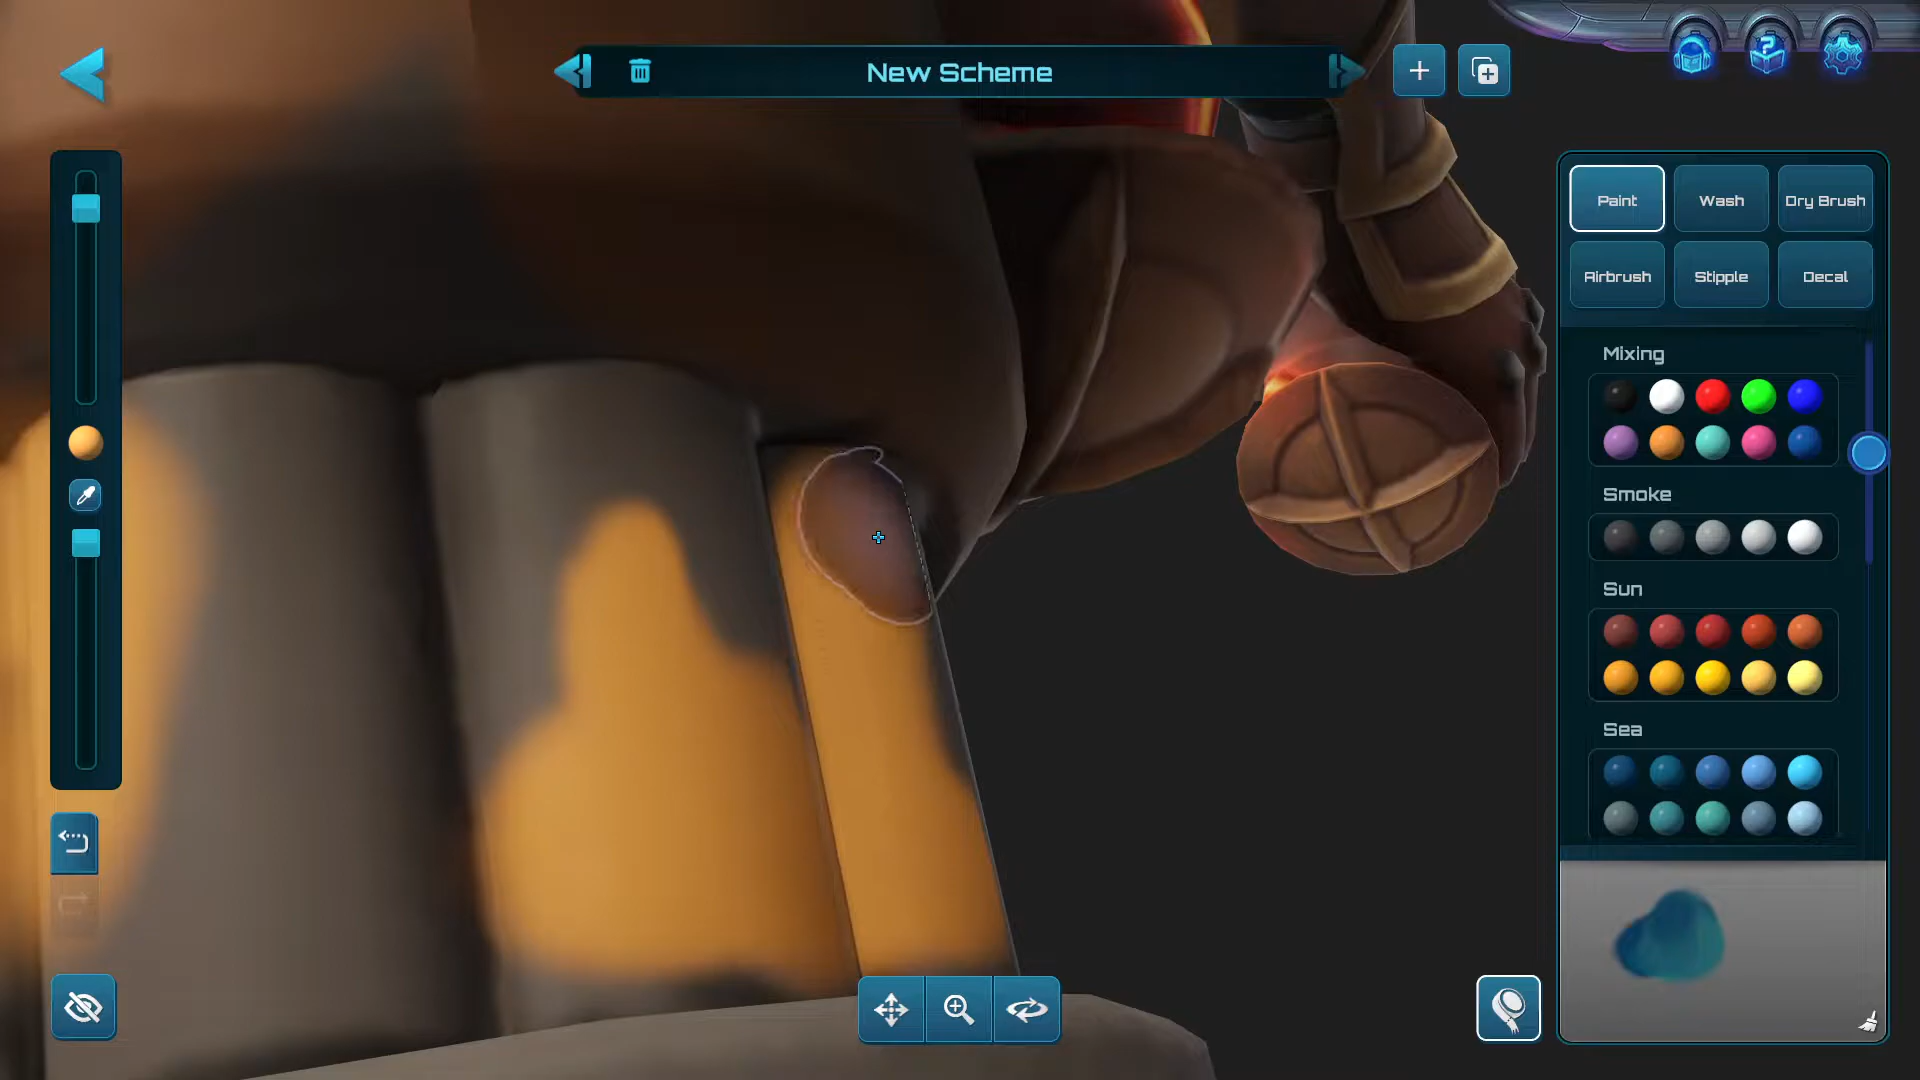 New Scheme
Paint
Wash
Dry Brush
Airbrush
Stipple
Decal
Mixing
Smoke
Sun
Sea